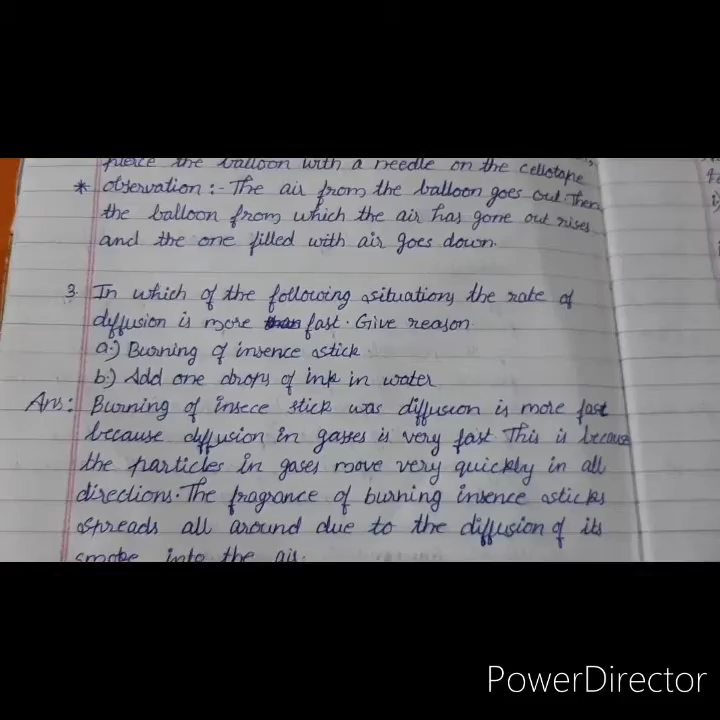 pierce the balloon with a needle on the cellotape
* observation :- The air from the balloon goes out. Then
the balloon from which the air has gone out rises
and the one filled with air goes down.
3. In which of the following situations the rate of
diffusion is more than fast. Give reason
a.) Burning of insence stick
b.) Add one drops of ink in water
Ans: Burning of insece stick was diffusion is more fast
because diffusion in gasses is very fast. This is because
the particles in gases move very quickly in all
directions. The fragrance of burning insence sticks
spreads all around due to the diffusion of its
smoke into the air.
PowerDirector